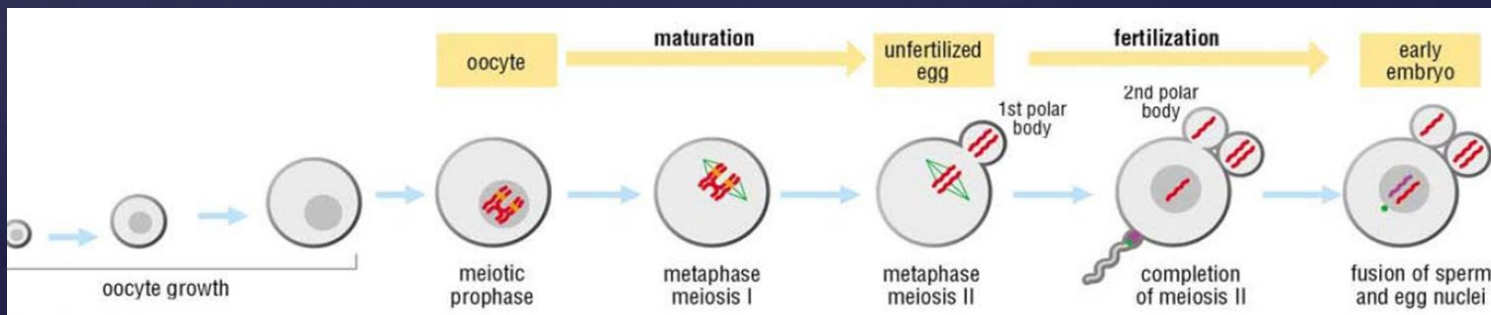 maturation
fertilization
oocyte
unfertilized
egg
early
embryo
1st polar
body
2nd polar
body
oocyte growth
meiotic
prophase
metaphase
meiosis I
metaphase
meiosis II
completion
of meiosis II
fusion of sperm
and egg nuclei